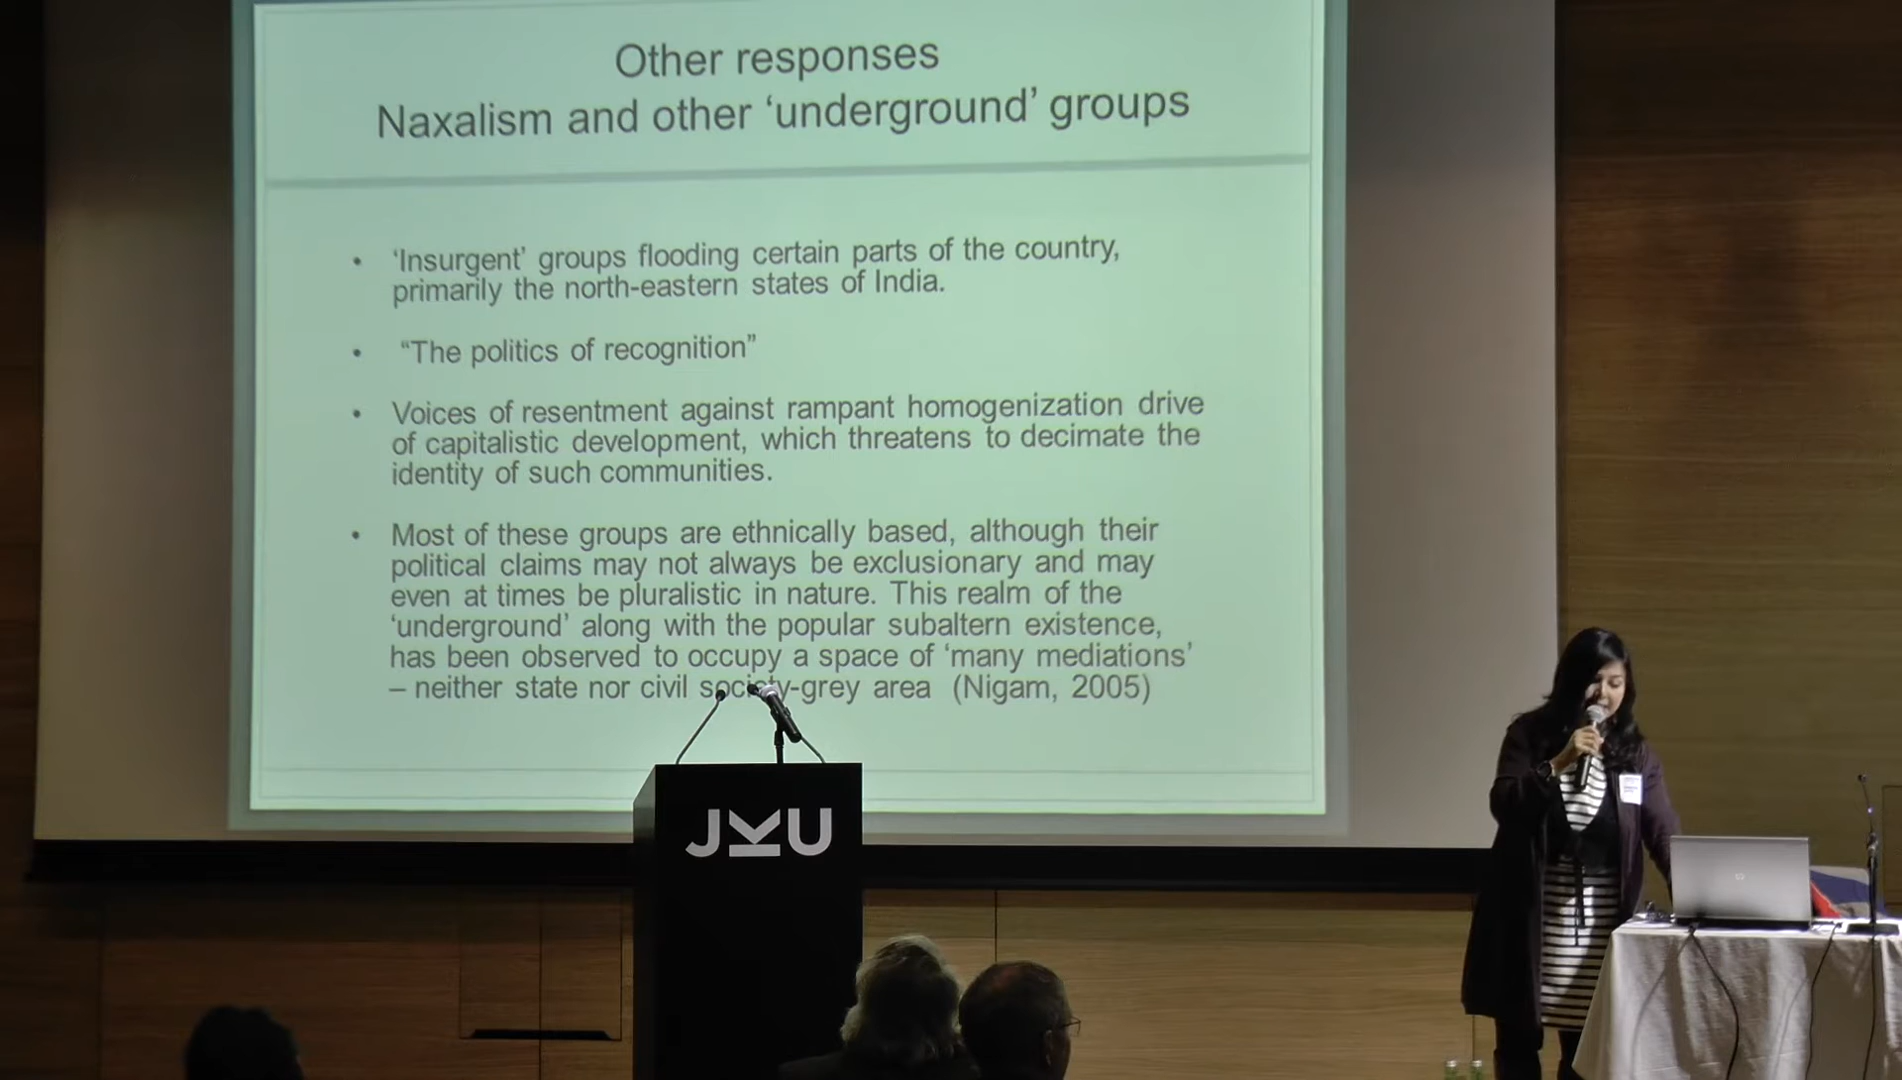 Other responses
Naxalism and other ‘underground’ groups
• ‘Insurgent’ groups flooding certain parts of the country,
primarily the north-eastern states of India.
• “The politics of recognition”
• Voices of resentment against rampant homogenization drive
of capitalistic development, which threatens to decimate the
identity of such communities.
• Most of these groups are ethnically based, although their
political claims may not always be exclusionary and may
even at times be pluralistic in nature. This realm of the
‘underground’ along with the popular subaltern existence,
has been observed to occupy a space of ‘many mediations’
– neither state nor civil society-grey area (Nigam, 2005)
JKU
hp